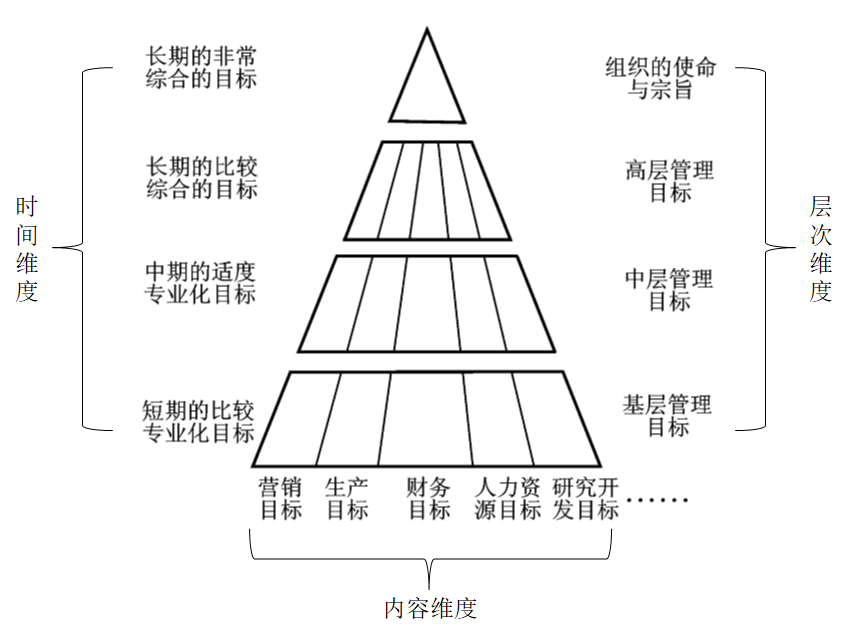 长期的非常
综合的目标
组织的使命
与宗旨
长期的比较
综合的目标
高层管理
目标
时
间
维
度
层
次
维
度
中期的适度
专业化目标
中层管理
目标
短期的比较
专业化目标
基层管理
目标
营销
目标
生产
目标
财务
目标
人力资
源目标
研究开
发目标
……
内容维度